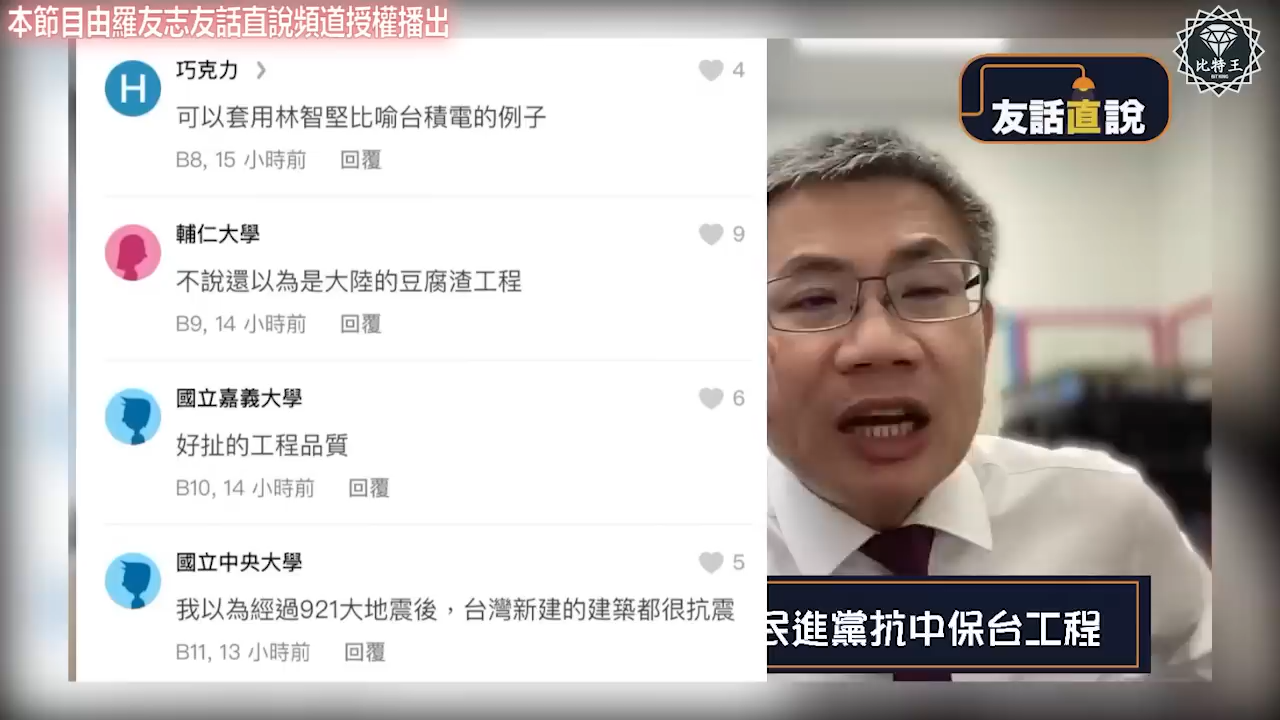 本節目由羅友志友話直說頻道授權播出
比特王
BIT KING
友話直說
H
巧克力
4
可以套用林智堅比喻台積電的例子
B8, 15 小時前 回覆
輔仁大學
9
不說還以為是大陸的豆腐渣工程
B9, 14 小時前 回覆
國立嘉義大學
6
好扯的工程品質
B10, 14 小時前 回覆
國立中央大學
5
我以為經過921大地震後，台灣新建的建築都很抗震
B11, 13 小時前 回覆
民進黨抗中保台工程